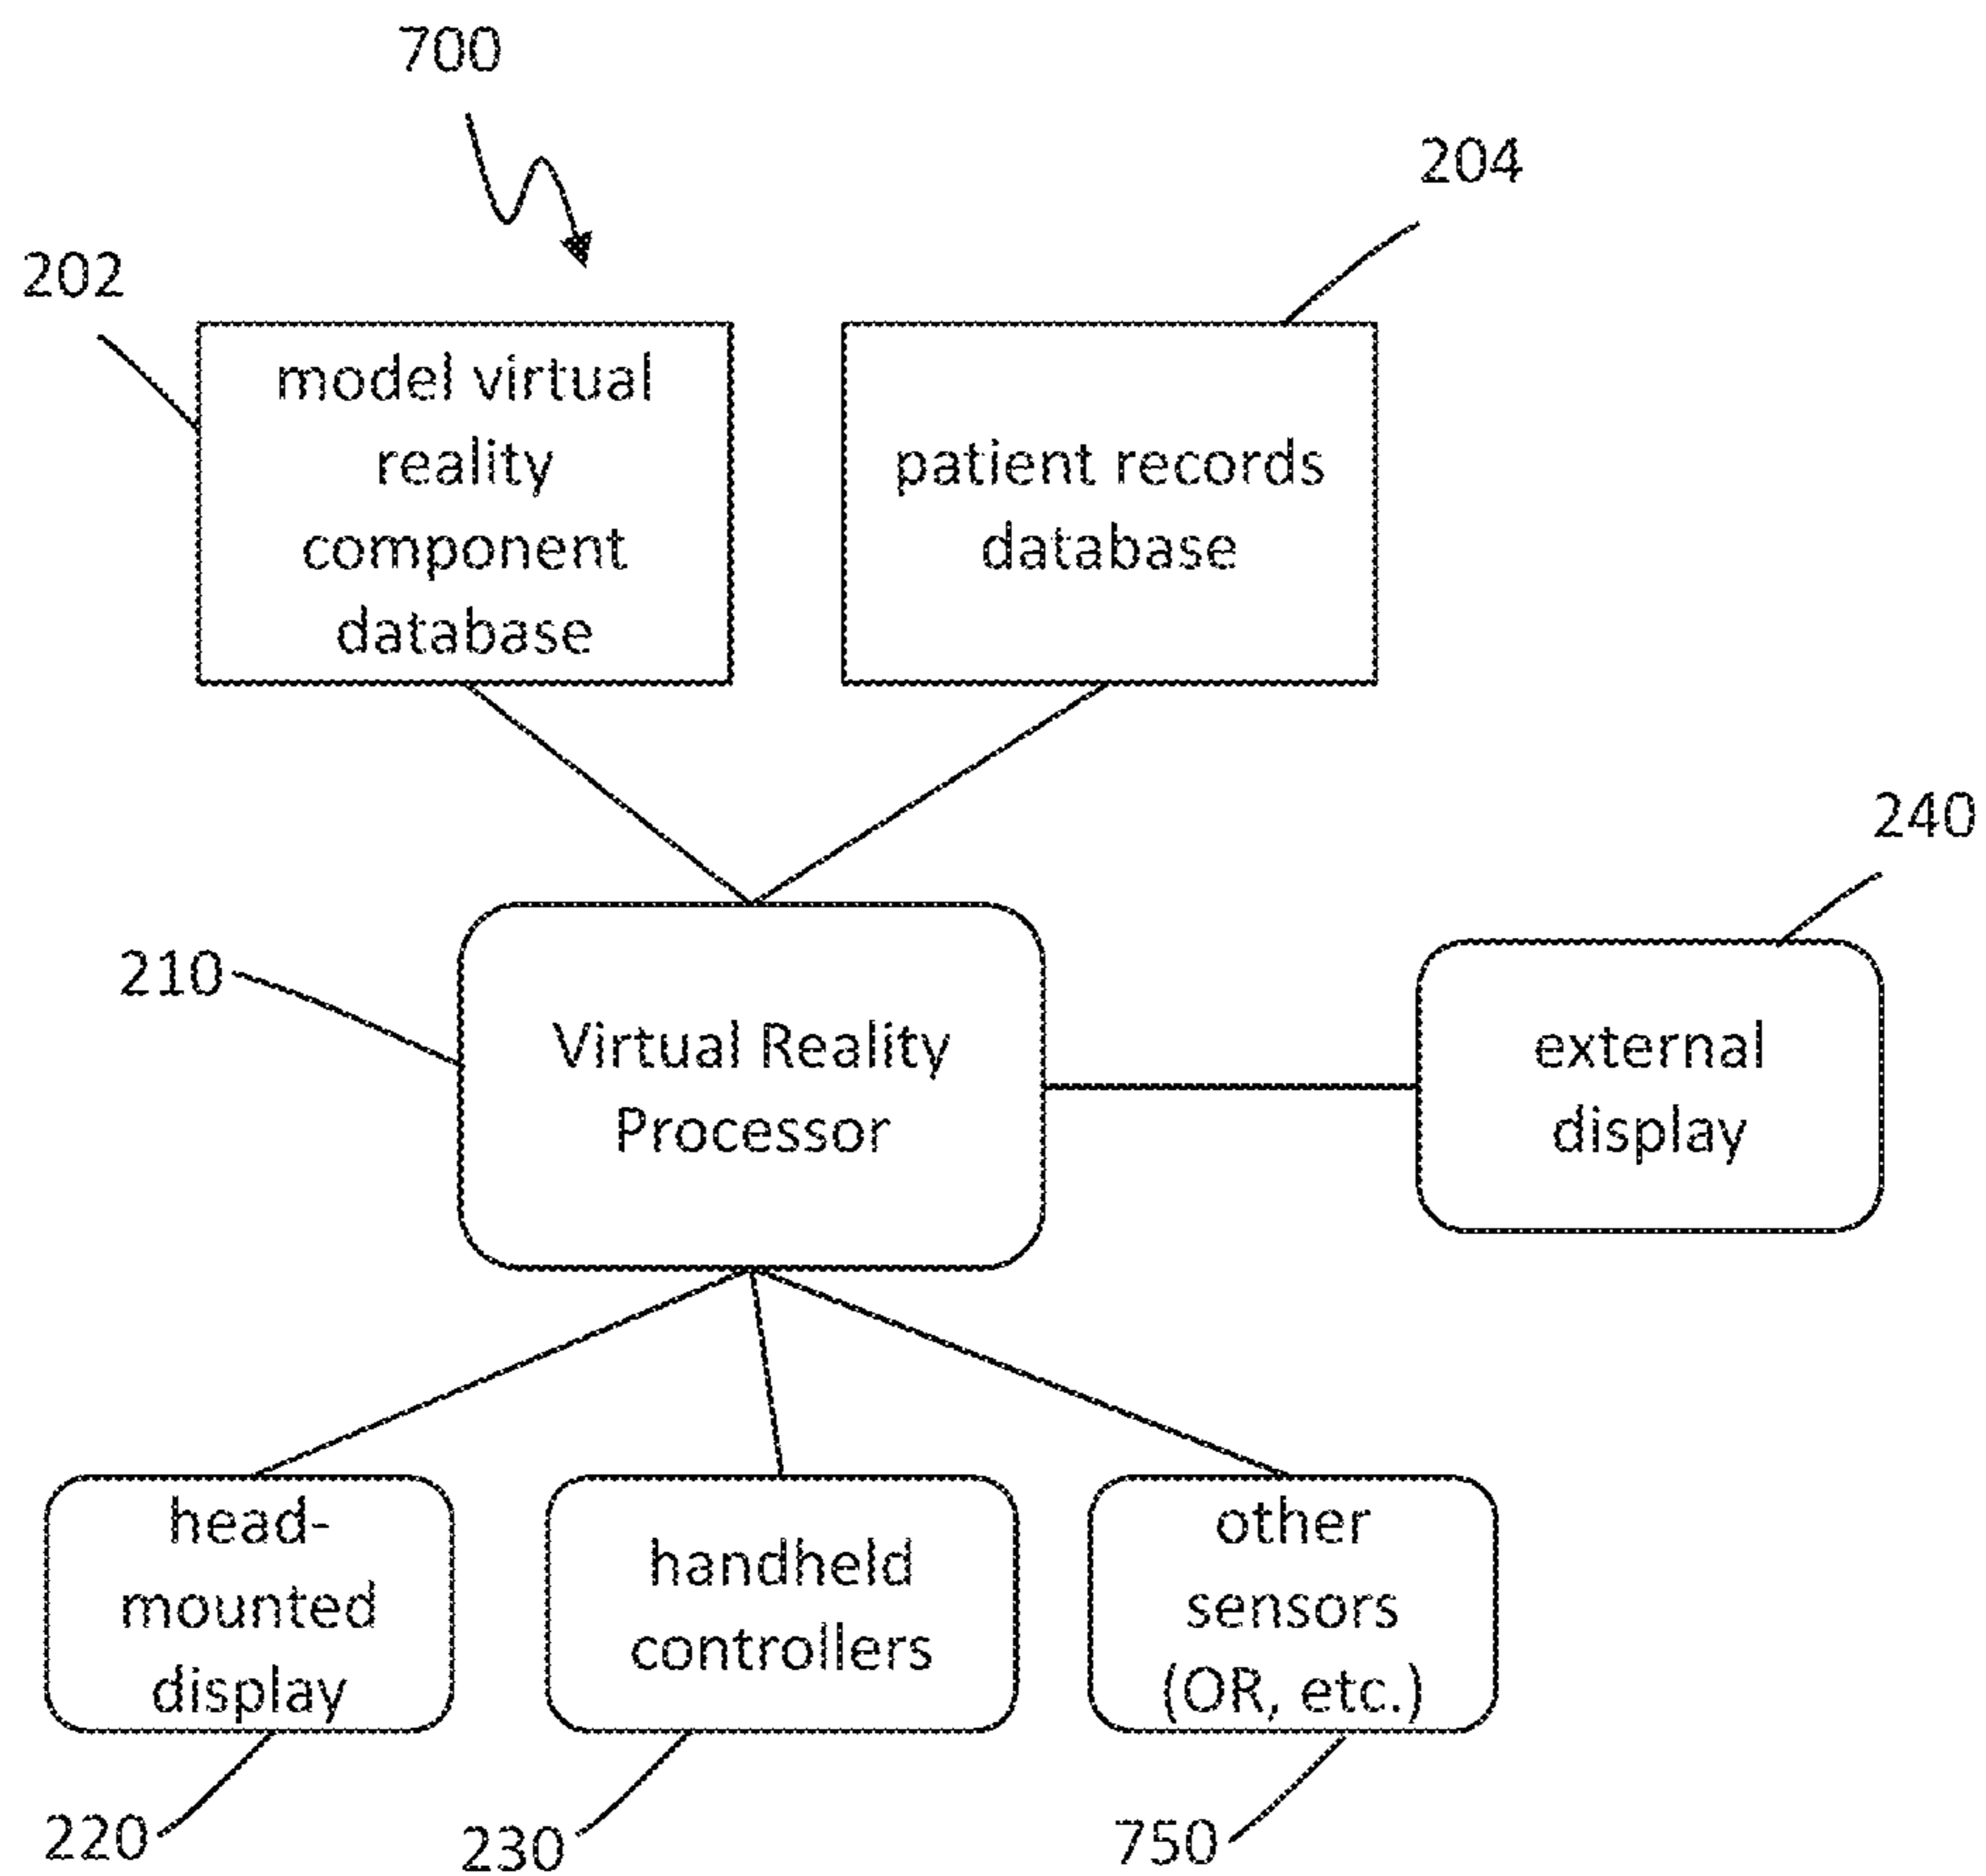 700
204
202
model virtual
reality
component
database
patient records
database
240
210
Virtual Reality
Processor
external
display
head-
mounted
display
handheld
controllers
other
sensors
(OR, etc.)
220
230
750